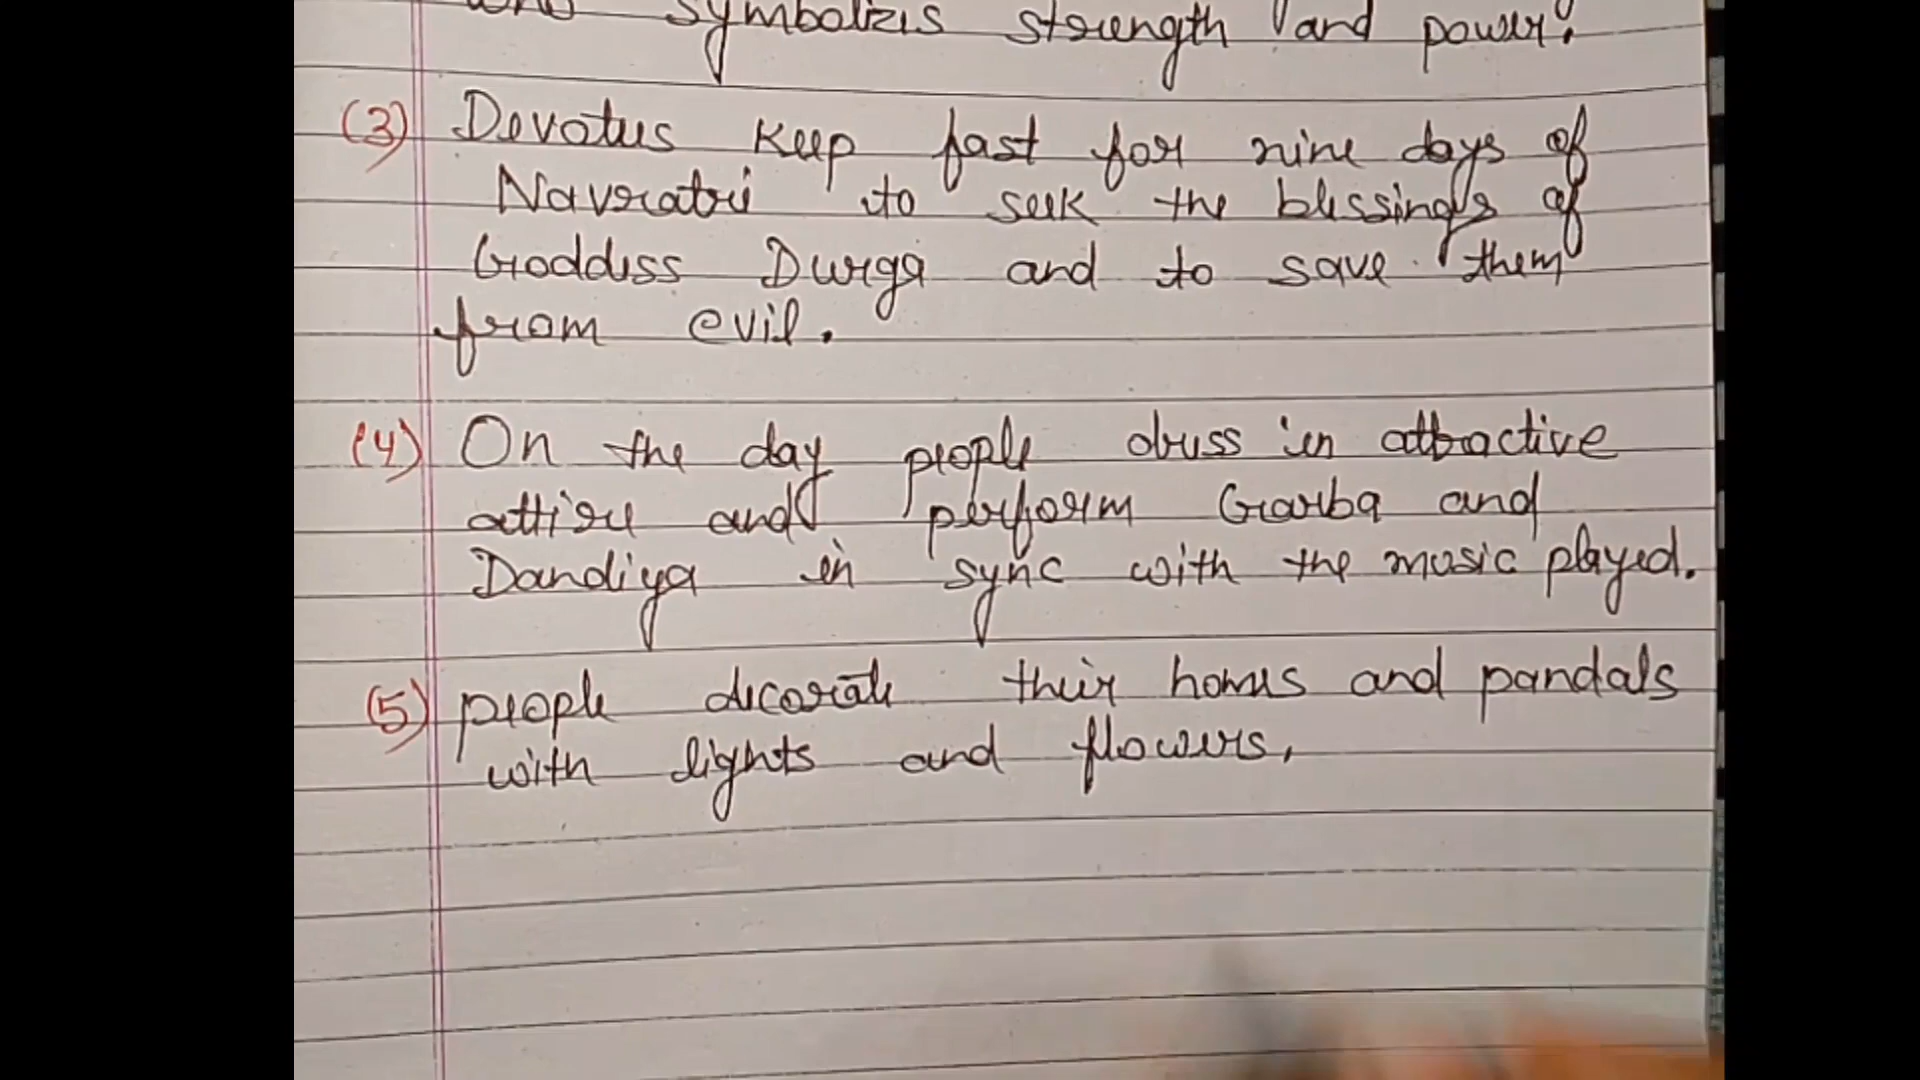 who symbolizes strength and power.
(3) Devotees keep fast for nine days of
Navratri to seek the blessings of
Goddess Durga and to save them
from evil.
(4) On the day people dress in attractive
attire and perform Garba and
Dandiya in sync with the music played.
(5) people decorate their homes and pandals
with lights and flowers.